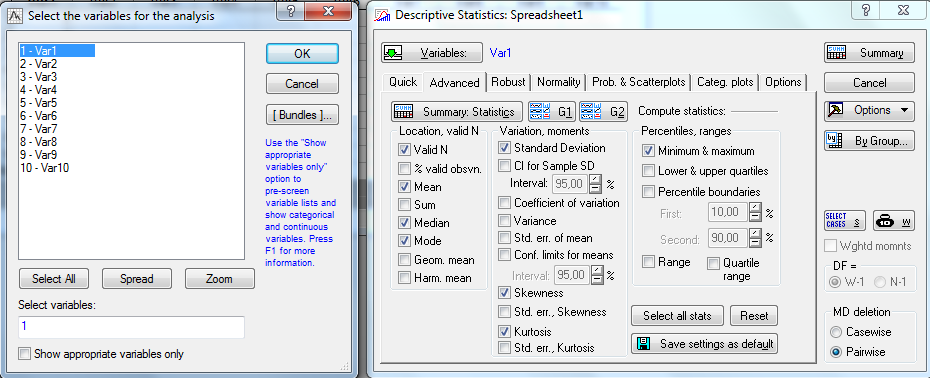 Select the variables for the analysis
1 - Var1
2 - Var2
3 - Var3
4 - Var4
5 - Var5
6 - Var6
7 - Var7
8 - Var8
9 - Var9
10 - Var10
OK
Cancel
[ Bundles ]...
Use the "Show
appropriate
variables only"
option to
pre-screen
variable lists and
show categorical
and continuous
variables. Press
F1 for more
information.
Select All
Spread
Zoom
Select variables:
1
Show appropriate variables only
Descriptive Statistics: Spreadsheet1
Variables:
Var1
Quick
Advanced
Robust
Normality
Prob. & Scatterplots
Categ. plots
Options
Summary: Statistics
G1
G2
Location, valid N
Valid N
% valid obsvn.
Mean
Sum
Median
Mode
Geom. mean
Harm. mean
Variation, moments
Standard Deviation
CI for Sample SD
Interval: 95,00 %
Coefficient of variation
Variance
Std. err. of mean
Conf. limits for means
Interval: 95,00 %
Skewness
Std. err., Skewness
Kurtosis
Std. err., Kurtosis
Compute statistics:
Percentiles, ranges
Minimum & maximum
Lower & upper quartiles
Percentile boundaries
First: 10,00 %
Second: 90,00 %
Range
Quartile
range
Select all stats
Reset
Save settings as default
Summary
Cancel
Options
By Group...
SELECT
CASES S
W
Wghtd momnts
DF =
W-1
N-1
MD deletion
Casewise
Pairwise